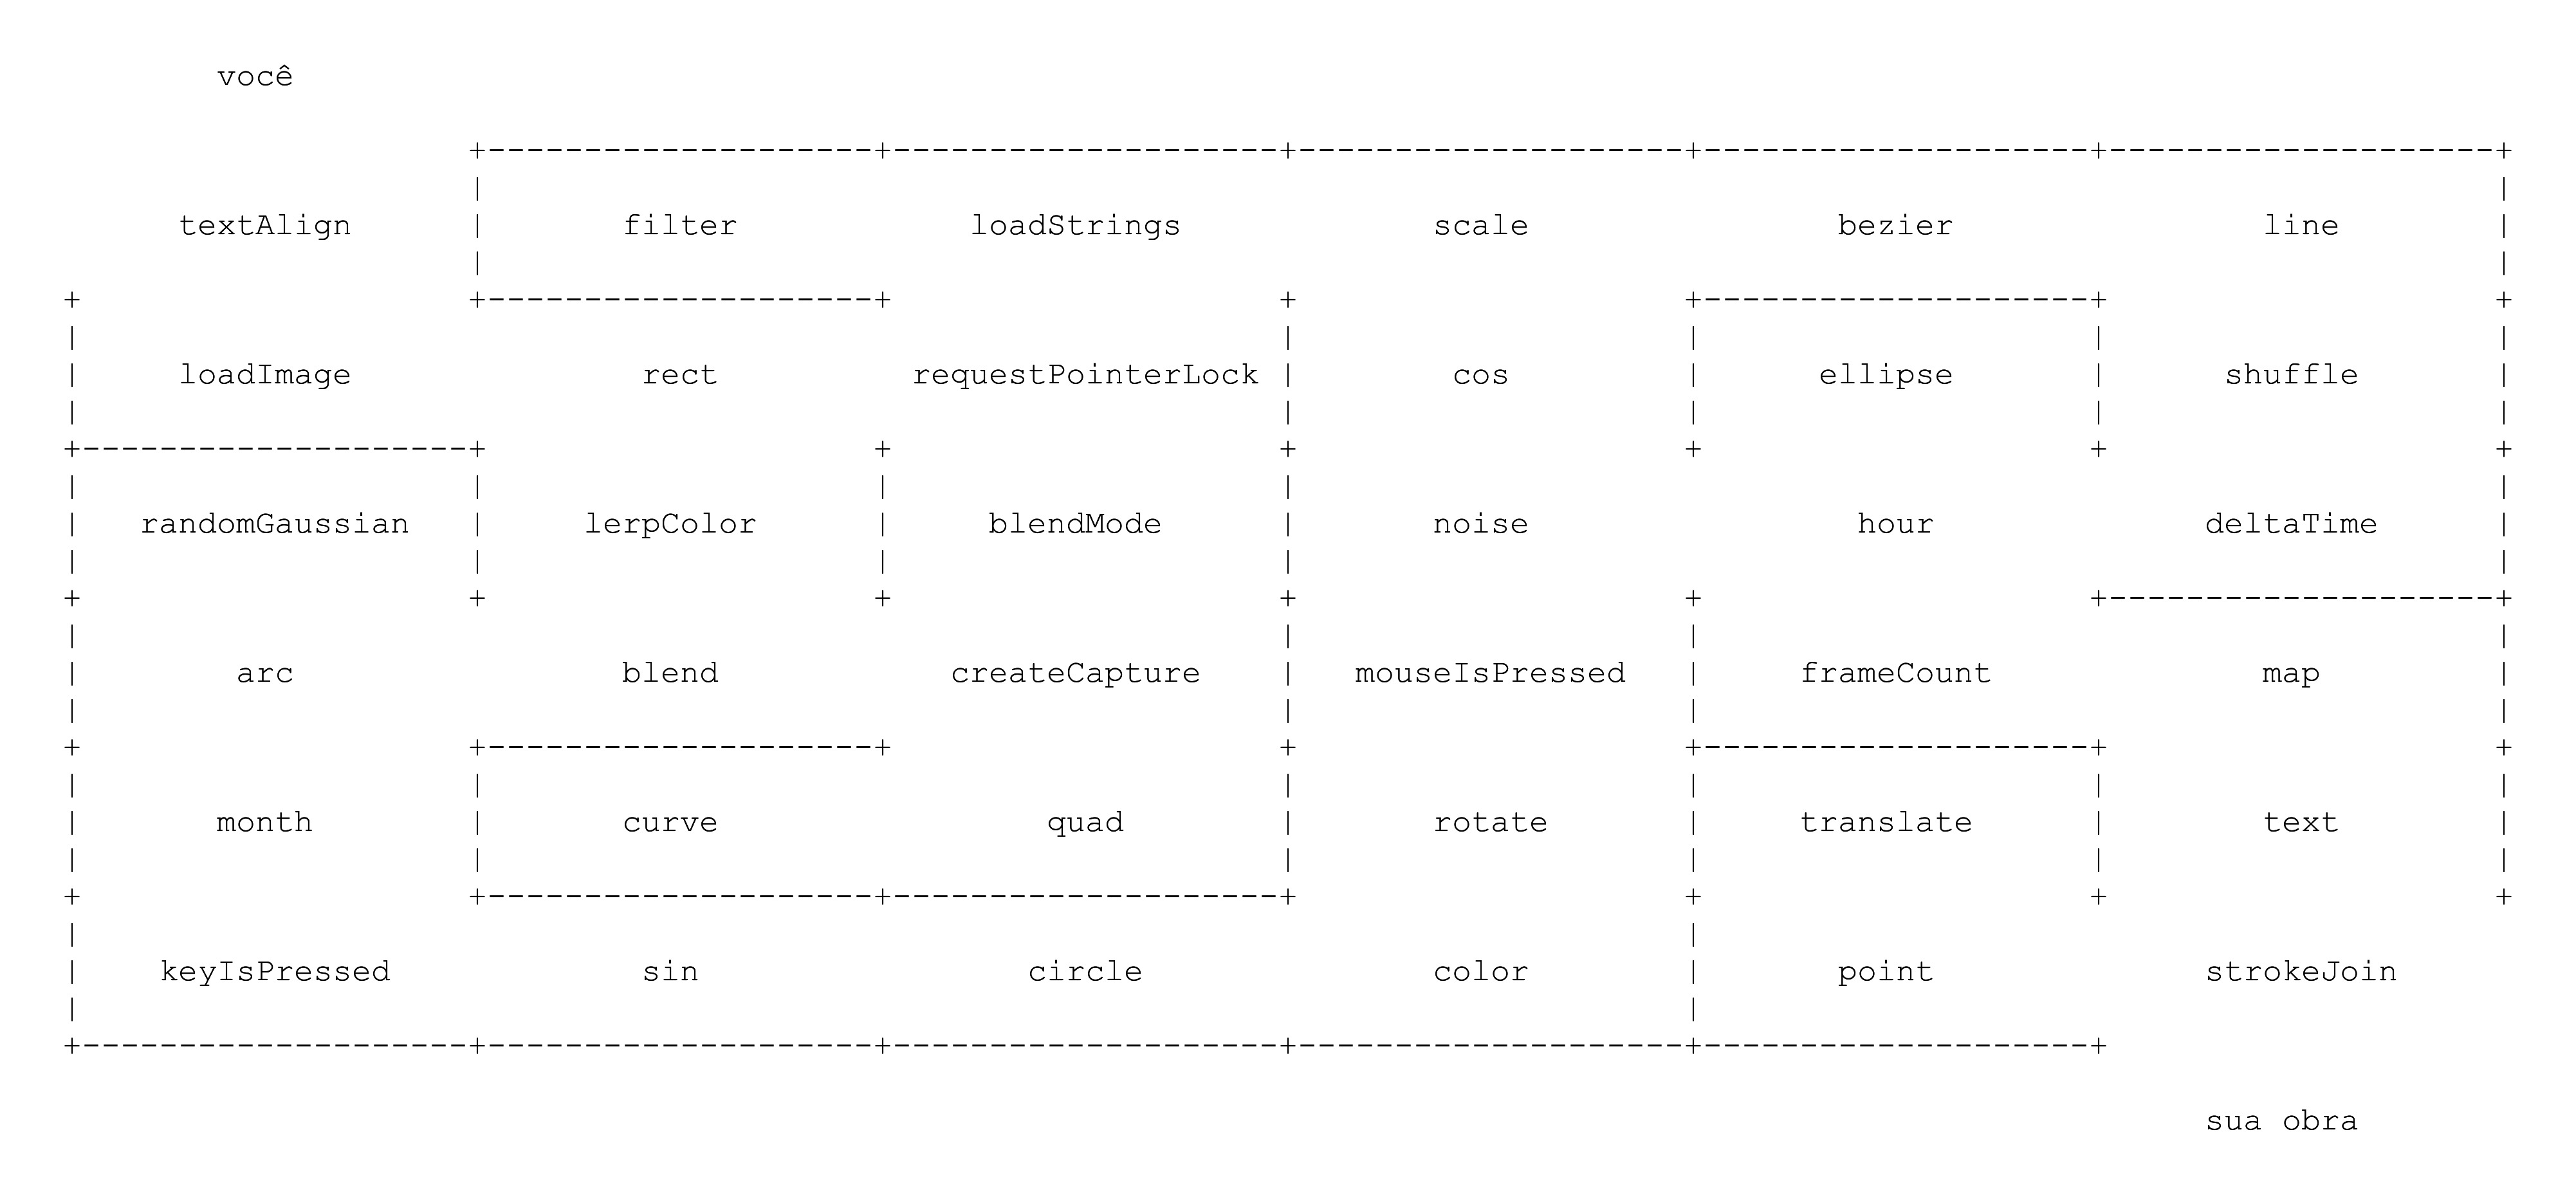 você
textAlign filter loadStrings scale bezier line
loadImage rect requestPointerLock cos ellipse shuffle
randomGaussian lerpColor blendMode noise hour deltaTime
arc blend createCapture mouseIsPressed frameCount map
month curve quad rotate translate text
keyIsPressed sin circle color point strokeJoin
sua obra